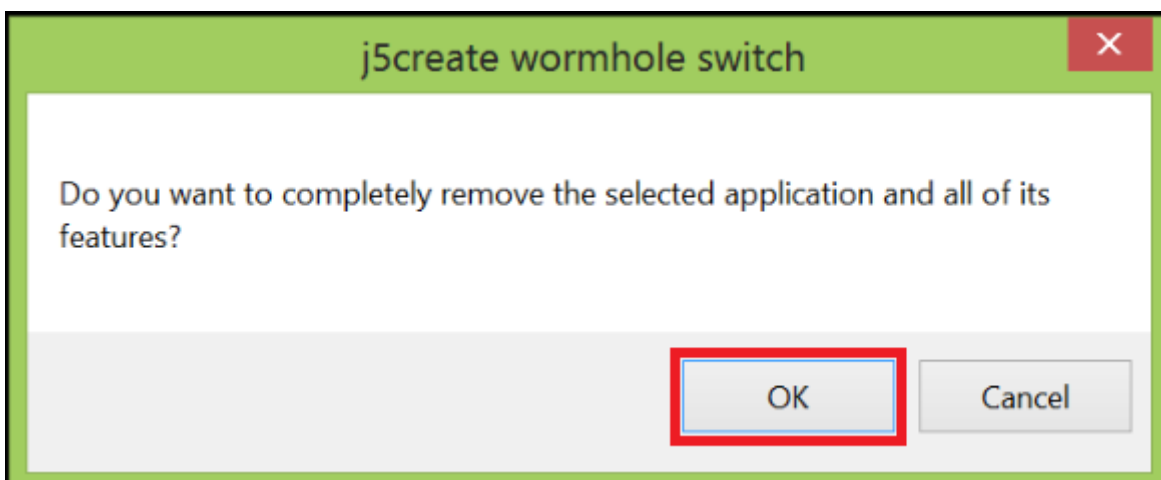 j5create wormhole switch
Do you want to completely remove the selected application and all of its
features?
OK
Cancel